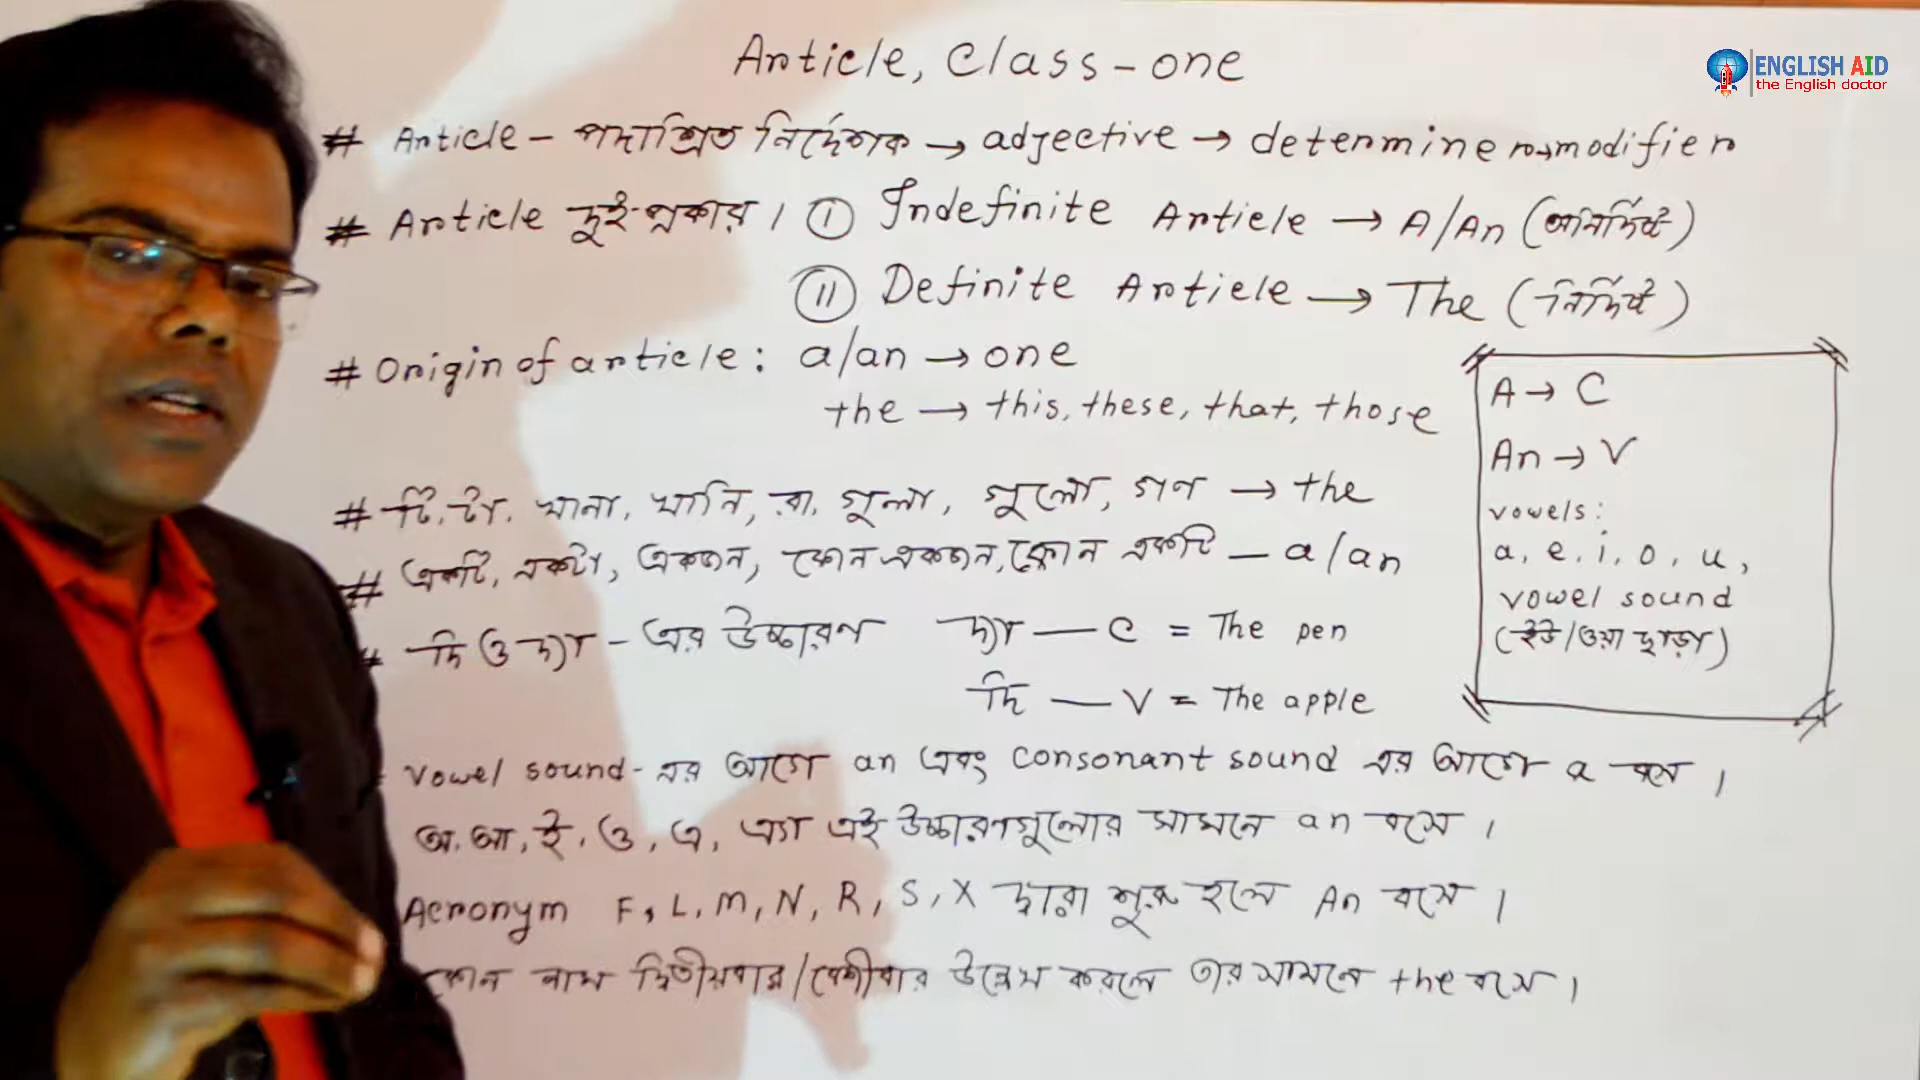 Article, Class-one
ENGLISH AID
the English doctor
# Article - পদাশ্রিত নির্দেশক → adjective → determiner → modifier
# Article দুই প্রকার। (i) Indefinite Article → A/An (অনির্দিষ্ট)
(ii) Definite Article → The (নির্দিষ্ট)
# Origin of article: a/an → one
the → this, these, that, those
# টি, টা, খানা, খানি, রা, গুলা, গুলো, গণ → the
# একটি, একটা, একজন, কোন একজন, কোন একটি - a/an
# দি ও দ্যা - এর উচ্চারণ দ্যা — C = The pen
দি — V = The apple
A → C
An → V
vowels:
a, e, i, o, u,
vowel sound
(ইউ/ওয়া ছাড়া)
vowel sound-এর আগে an এবং consonant sound এর আগে a বসে।
অ, আ, ই, ও, এ, এ্যা এই উচ্চারণগুলোর সামনে an বসে।
Acronym F, L, M, N, R, S, X দ্বারা শুরু হলে An বসে।
কোন নাম দ্বিতীয়বার/বেশীবার উল্লেখ করলে তার সামনে the বসে।